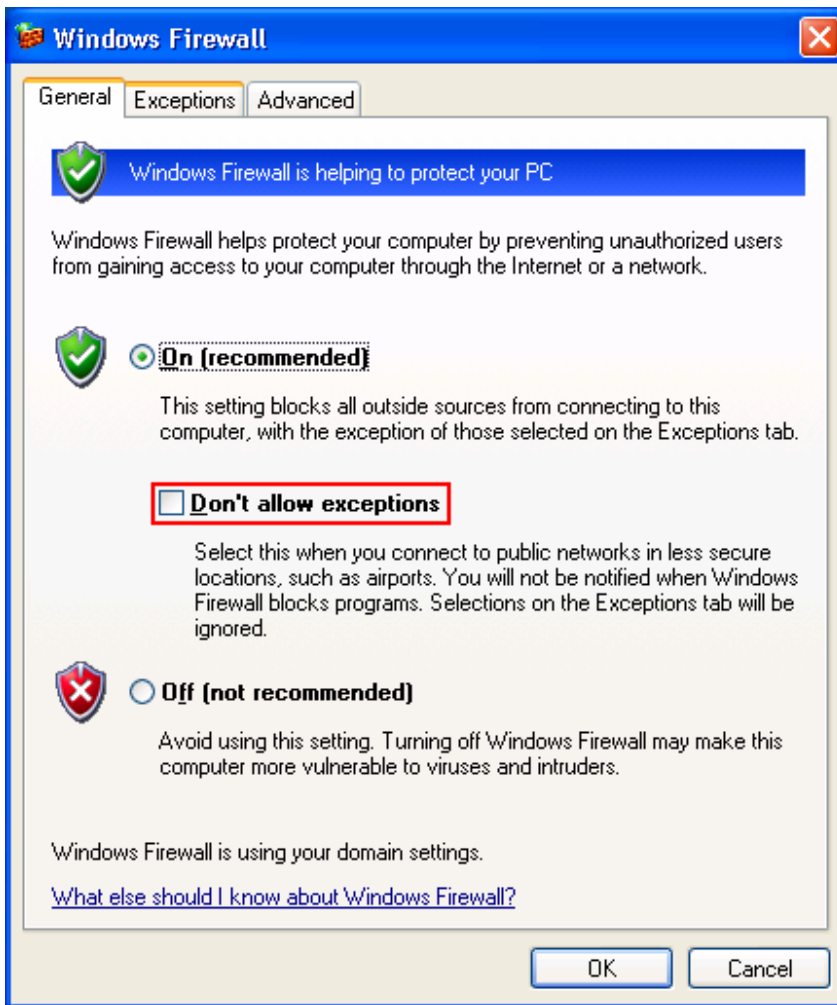 Windows Firewall
General Exceptions Advanced
Windows Firewall is helping to protect your PC
Windows Firewall helps protect your computer by preventing unauthorized users
from gaining access to your computer through the Internet or a network.
On (recommended)
This setting blocks all outside sources from connecting to this
computer, with the exception of those selected on the Exceptions tab.
Don't allow exceptions
Select this when you connect to public networks in less secure
locations, such as airports. You will not be notified when Windows
Firewall blocks programs. Selections on the Exceptions tab will be
ignored.
Off (not recommended)
Avoid using this setting. Turning off Windows Firewall may make this
computer more vulnerable to viruses and intruders.
Windows Firewall is using your domain settings.
What else should I know about Windows Firewall?
OK Cancel